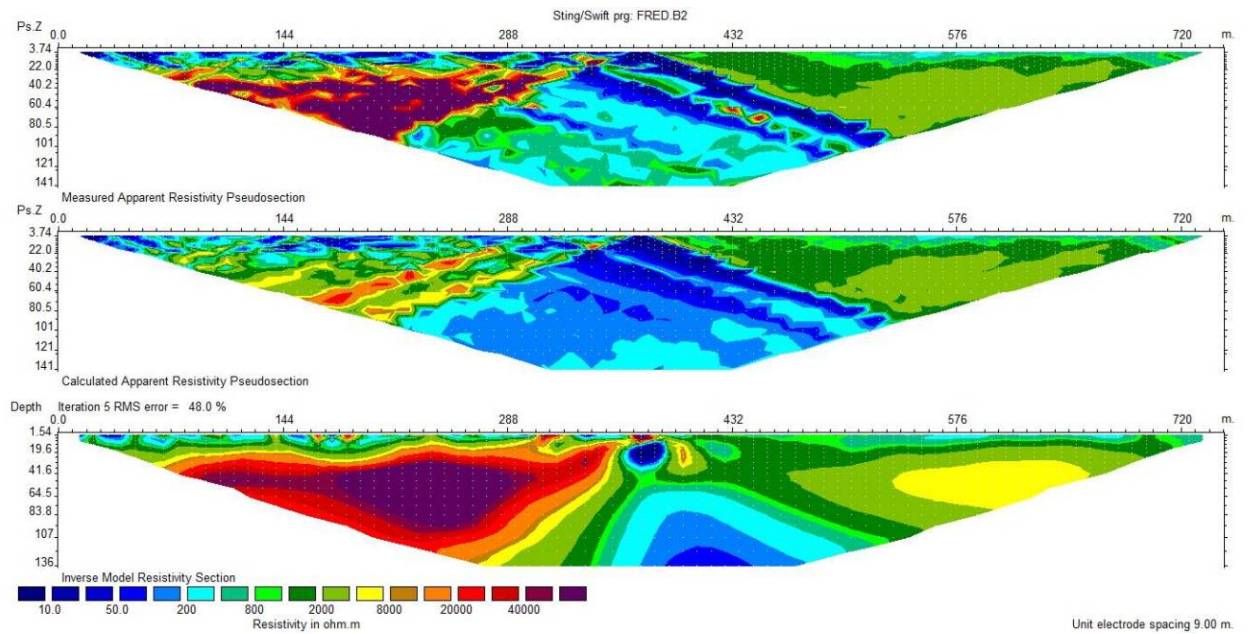 Sting/Swift prg: FRED.B2
Ps.Z 0.0 144 288 432 576 720 m.
3.74
22.0
40.2
60.4
80.5
101.
121.
141.
Measured Apparent Resistivity Pseudosection
Ps.Z 0.0 144 288 432 576 720 m.
3.74
22.0
40.2
60.4
80.5
101.
121.
141.
Calculated Apparent Resistivity Pseudosection
Depth Iteration 5 RMS error = 48.0 %
0.0 144 288 432 576 720 m.
1.54
19.6
41.6
64.5
83.8
107.
136.
Inverse Model Resistivity Section
10.0 50.0 200 800 2000 8000 20000 40000
Resistivity in ohm.m
Unit electrode spacing 9.00 m.